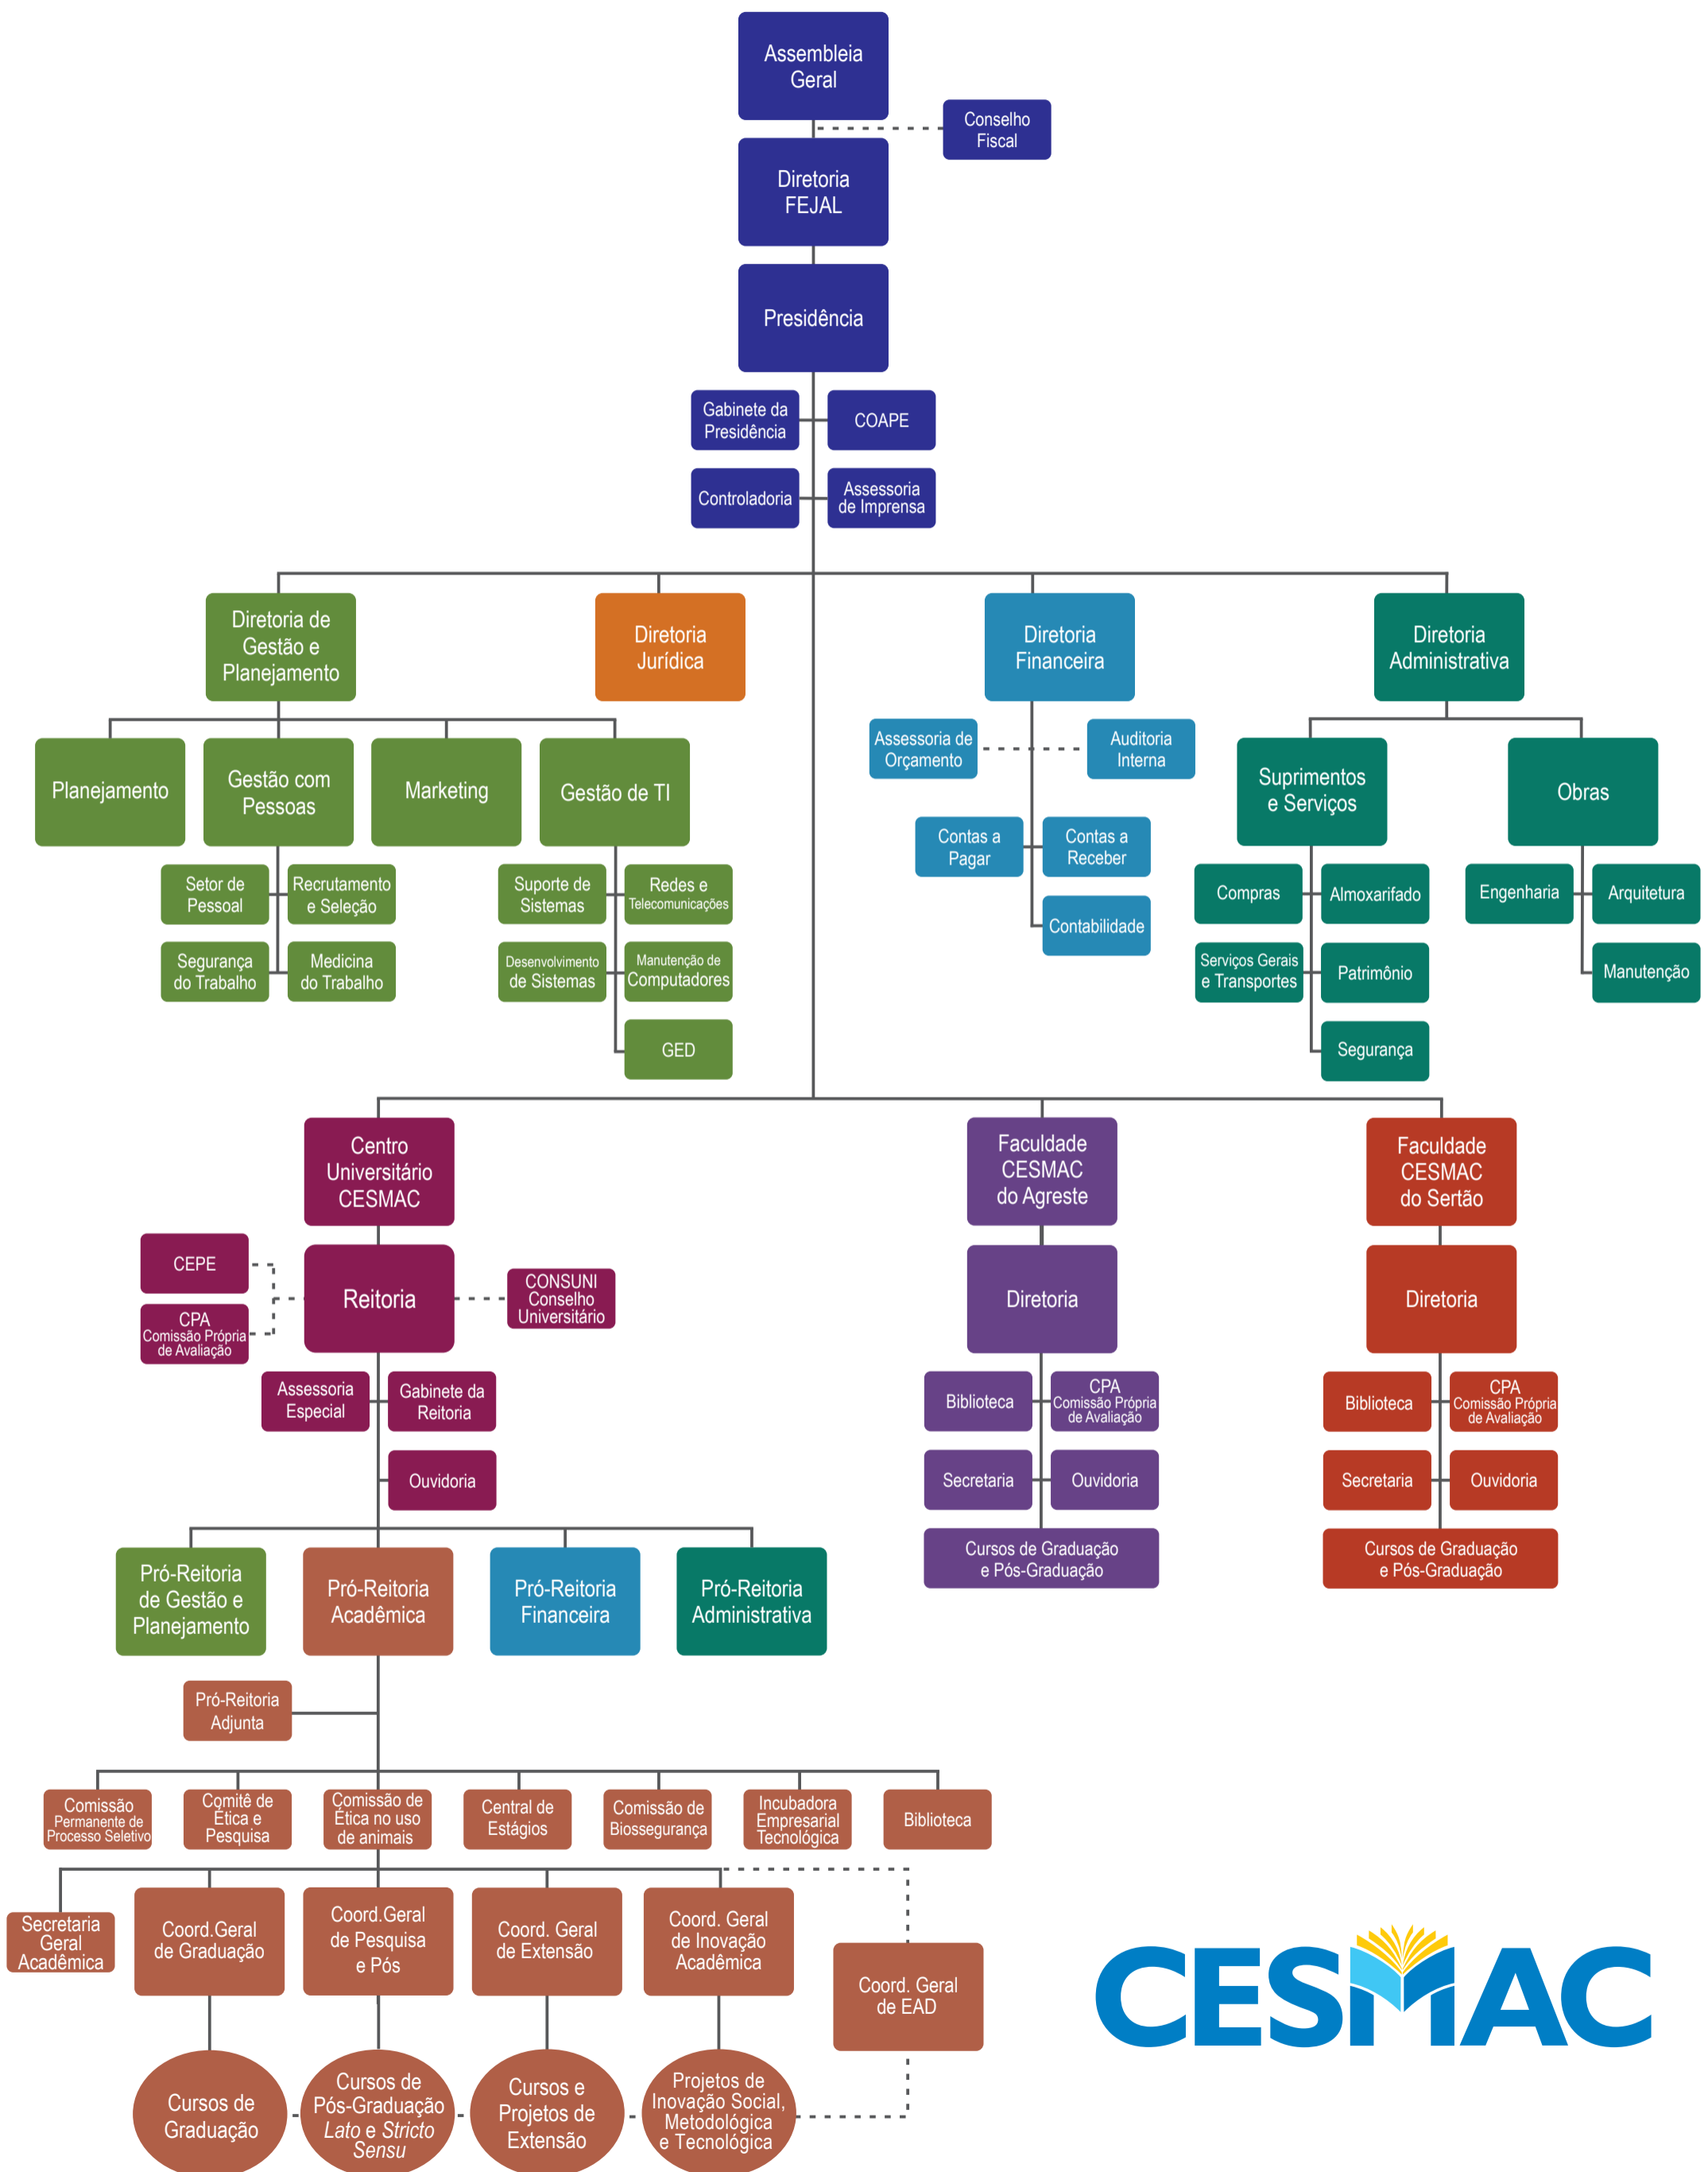 Assembleia
Geral
Conselho
Fiscal
Diretoria
FEJAL
Presidência
Gabinete da
Presidência
COAPE
Controladoria
Assessoria
de Imprensa
Diretoria de
Gestão e
Planejamento
Diretoria
Jurídica
Diretoria
Financeira
Diretoria
Administrativa
Planejamento
Gestão com
Pessoas
Marketing
Gestão de TI
Assessoria de
Orçamento
Auditoria
Interna
Suprimentos
e Serviços
Obras
Contas a
Pagar
Contas a
Receber
Contabilidade
Setor de
Pessoal
Recrutamento
e Seleção
Segurança
do Trabalho
Medicina
do Trabalho
Suporte de
Sistemas
Redes e
Telecomunicações
Desenvolvimento
de Sistemas
Manutenção de
Computadores
GED
Compras
Almoxarifado
Serviços Gerais
e Transportes
Patrimônio
Segurança
Engenharia
Arquitetura
Manutenção
Centro
Universitário
CESMAC
Faculdade
CESMAC
do Agreste
Faculdade
CESMAC
do Sertão
CEPE
CPA
Comissão Própria
de Avaliação
Reitoria
CONSUNI
Conselho
Universitário
Diretoria
Diretoria
Assessoria
Especial
Gabinete da
Reitoria
Ouvidoria
Biblioteca
CPA
Comissão Própria
de Avaliação
Secretaria
Ouvidoria
Cursos de Graduação
e Pós-Graduação
Biblioteca
CPA
Comissão Própria
de Avaliação
Secretaria
Ouvidoria
Cursos de Graduação
e Pós-Graduação
Pró-Reitoria
de Gestão e
Planejamento
Pró-Reitoria
Acadêmica
Pró-Reitoria
Financeira
Pró-Reitoria
Administrativa
Pró-Reitoria
Adjunta
Comissão
Permanente de
Processo Seletivo
Comitê de
Ética e
Pesquisa
Comissão de
Ética no uso
de animais
Central de
Estágios
Comissão de
Biossegurança
Incubadora
Empresarial
Tecnológica
Biblioteca
Secretaria
Geral
Acadêmica
Coord.Geral
de Graduação
Coord.Geral
de Pesquisa
e Pós
Coord. Geral
de Extensão
Coord. Geral
de Inovação
Acadêmica
Coord. Geral
de EAD
Cursos de
Graduação
Cursos de
Pós-Graduação
Lato e Stricto
Sensu
Cursos e
Projetos de
Extensão
Projetos de
Inovação Social,
Metodológica
e Tecnológica
CESMAC